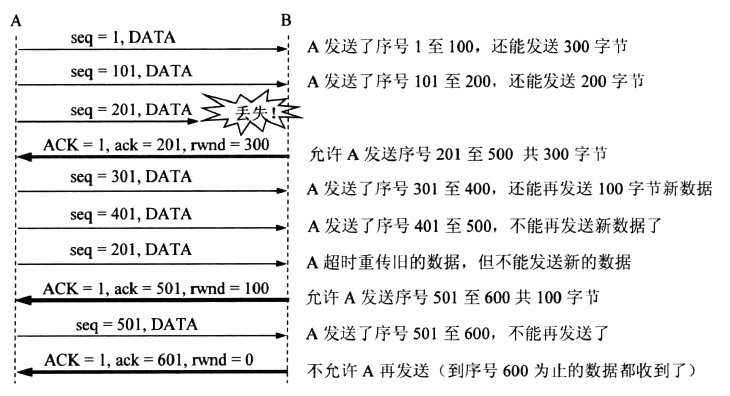 A B
seq = 1, DATA A 发送了序号 1 至 100，还能发送 300 字节
seq = 101, DATA A 发送了序号 101 至 200，还能发送 200 字节
seq = 201, DATA 丢失！
ACK = 1, ack = 201, rwnd = 300 允许 A 发送序号 201 至 500 共 300 字节
seq = 301, DATA A 发送了序号 301 至 400，还能再发送 100 字节新数据
seq = 401, DATA A 发送了序号 401 至 500，不能再发送新数据了
seq = 201, DATA A 超时重传旧的数据，但不能发送新的数据
ACK = 1, ack = 501, rwnd = 100 允许 A 发送序号 501 至 600 共 100 字节
seq = 501, DATA A 发送了序号 501 至 600，不能再发送了
ACK = 1, ack = 601, rwnd = 0 不允许 A 再发送（到序号 600 为止的数据都收到了）